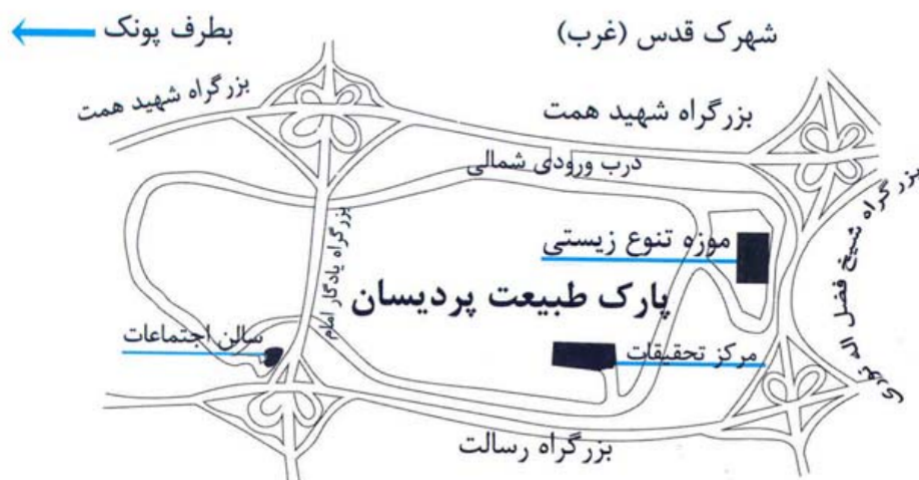 شهرک قدس (غرب)
بطرف پونک
بزرگراه شهید همت
بزرگراه شهید همت
درب ورودی شمالی
بزرگراه شیخ فضل اله نوری
موزه تنوع زیستی
بزرگراه یادگار امام
پارک طبیعت پردیسان
مرکز تحقیقات
سالن اجتماعات
بزرگراه رسالت